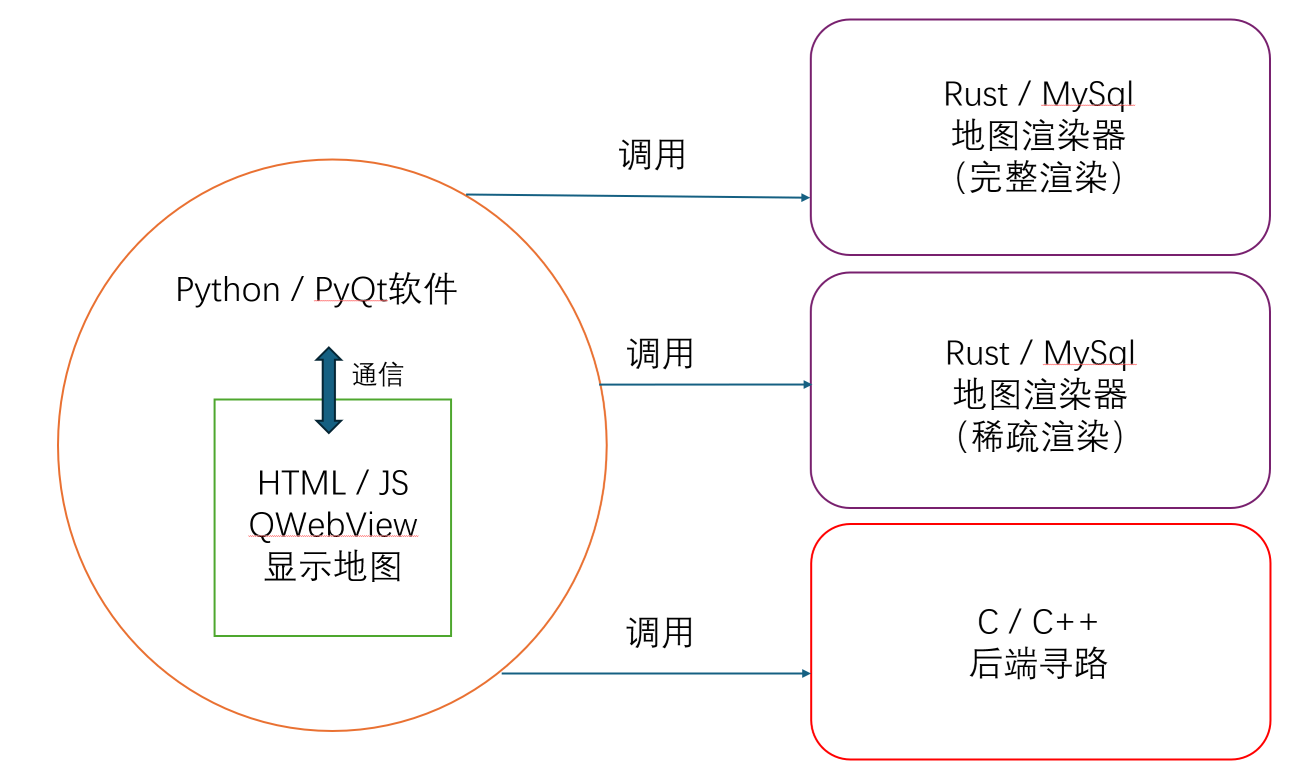 Python / PyQt软件
通信
HTML / JS
QWebView
显示地图
调用
Rust / MySql
地图渲染器
（完整渲染）
调用
Rust / MySql
地图渲染器
（稀疏渲染）
调用
C / C++
后端寻路